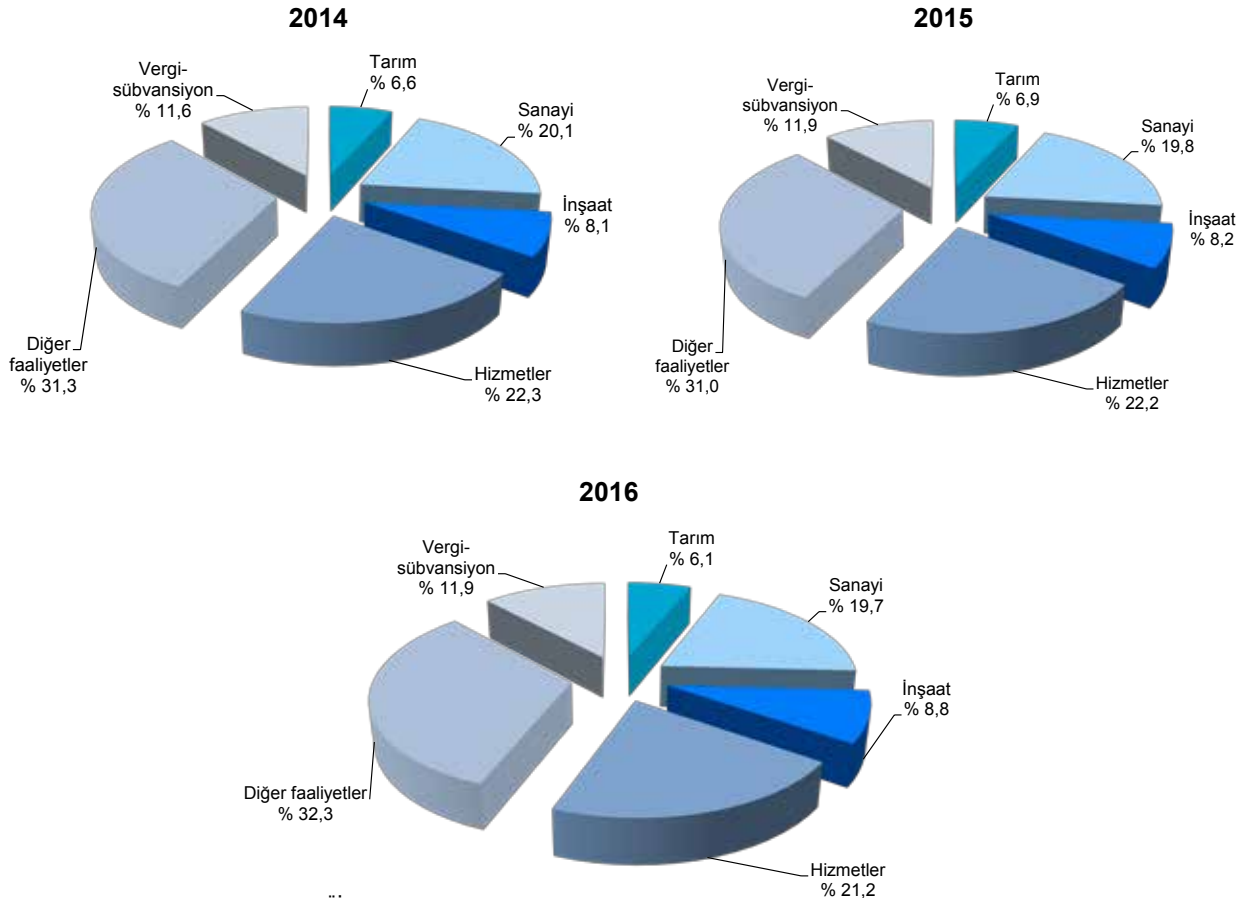 2014
Tarım
% 6,6
Sanayi
% 20,1
İnşaat
% 8,1
Hizmetler
% 22,3
Diğer
faaliyetler
% 31,3
Vergi-
sübvansiyon
% 11,6
2015
Tarım
% 6,9
Sanayi
% 19,8
İnşaat
% 8,2
Hizmetler
% 22,2
Diğer
faaliyetler
% 31,0
Vergi-
sübvansiyon
% 11,9
2016
Tarım
% 6,1
Sanayi
% 19,7
İnşaat
% 8,8
Hizmetler
% 21,2
Diğer faaliyetler
% 32,3
Vergi-
sübvansiyon
% 11,9